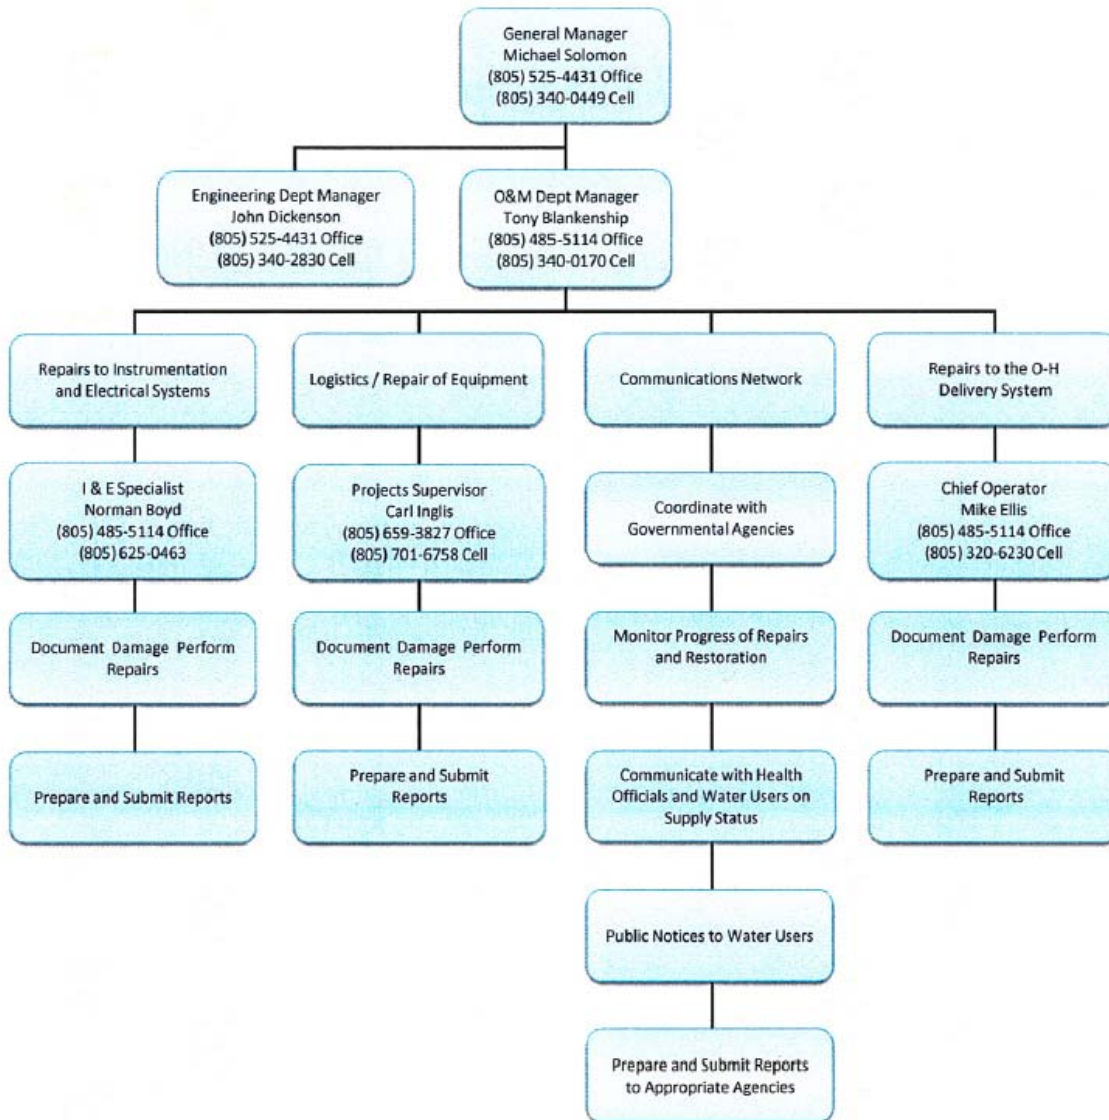 General Manager
Michael Solomon
(805) 525-4431 Office
(805) 340-0449 Cell
Engineering Dept Manager
John Dickenson
(805) 525-4431 Office
(805) 340-2830 Cell
O&M Dept Manager
Tony Blankenship
(805) 485-5114 Office
(805) 340-0170 Cell
Repairs to Instrumentation
and Electrical Systems
Logistics / Repair of Equipment
Communications Network
Repairs to the O-H
Delivery System
I & E Specialist
Norman Boyd
(805) 485-5114 Office
(805) 625-0463
Projects Supervisor
Carl Inglis
(805) 659-3827 Office
(805) 701-6758 Cell
Coordinate with
Governmental Agencies
Chief Operator
Mike Ellis
(805) 485-5114 Office
(805) 320-6230 Cell
Document Damage Perform
Repairs
Document Damage Perform
Repairs
Monitor Progress of Repairs
and Restoration
Document Damage Perform
Repairs
Prepare and Submit Reports
Prepare and Submit
Reports
Communicate with Health
Officials and Water Users on
Supply Status
Prepare and Submit
Reports
Public Notices to Water Users
Prepare and Submit Reports
to Appropriate Agencies